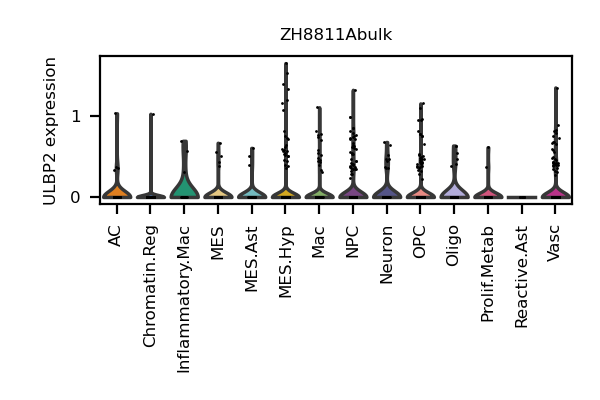 ZH8811Abulk
ULBP2 expression
1
0
AC
Chromatin.Reg
Inflammatory.Mac
MES
MES.Ast
MES.Hyp
Mac
NPC
Neuron
OPC
Oligo
Prolif.Metab
Reactive.Ast
Vasc